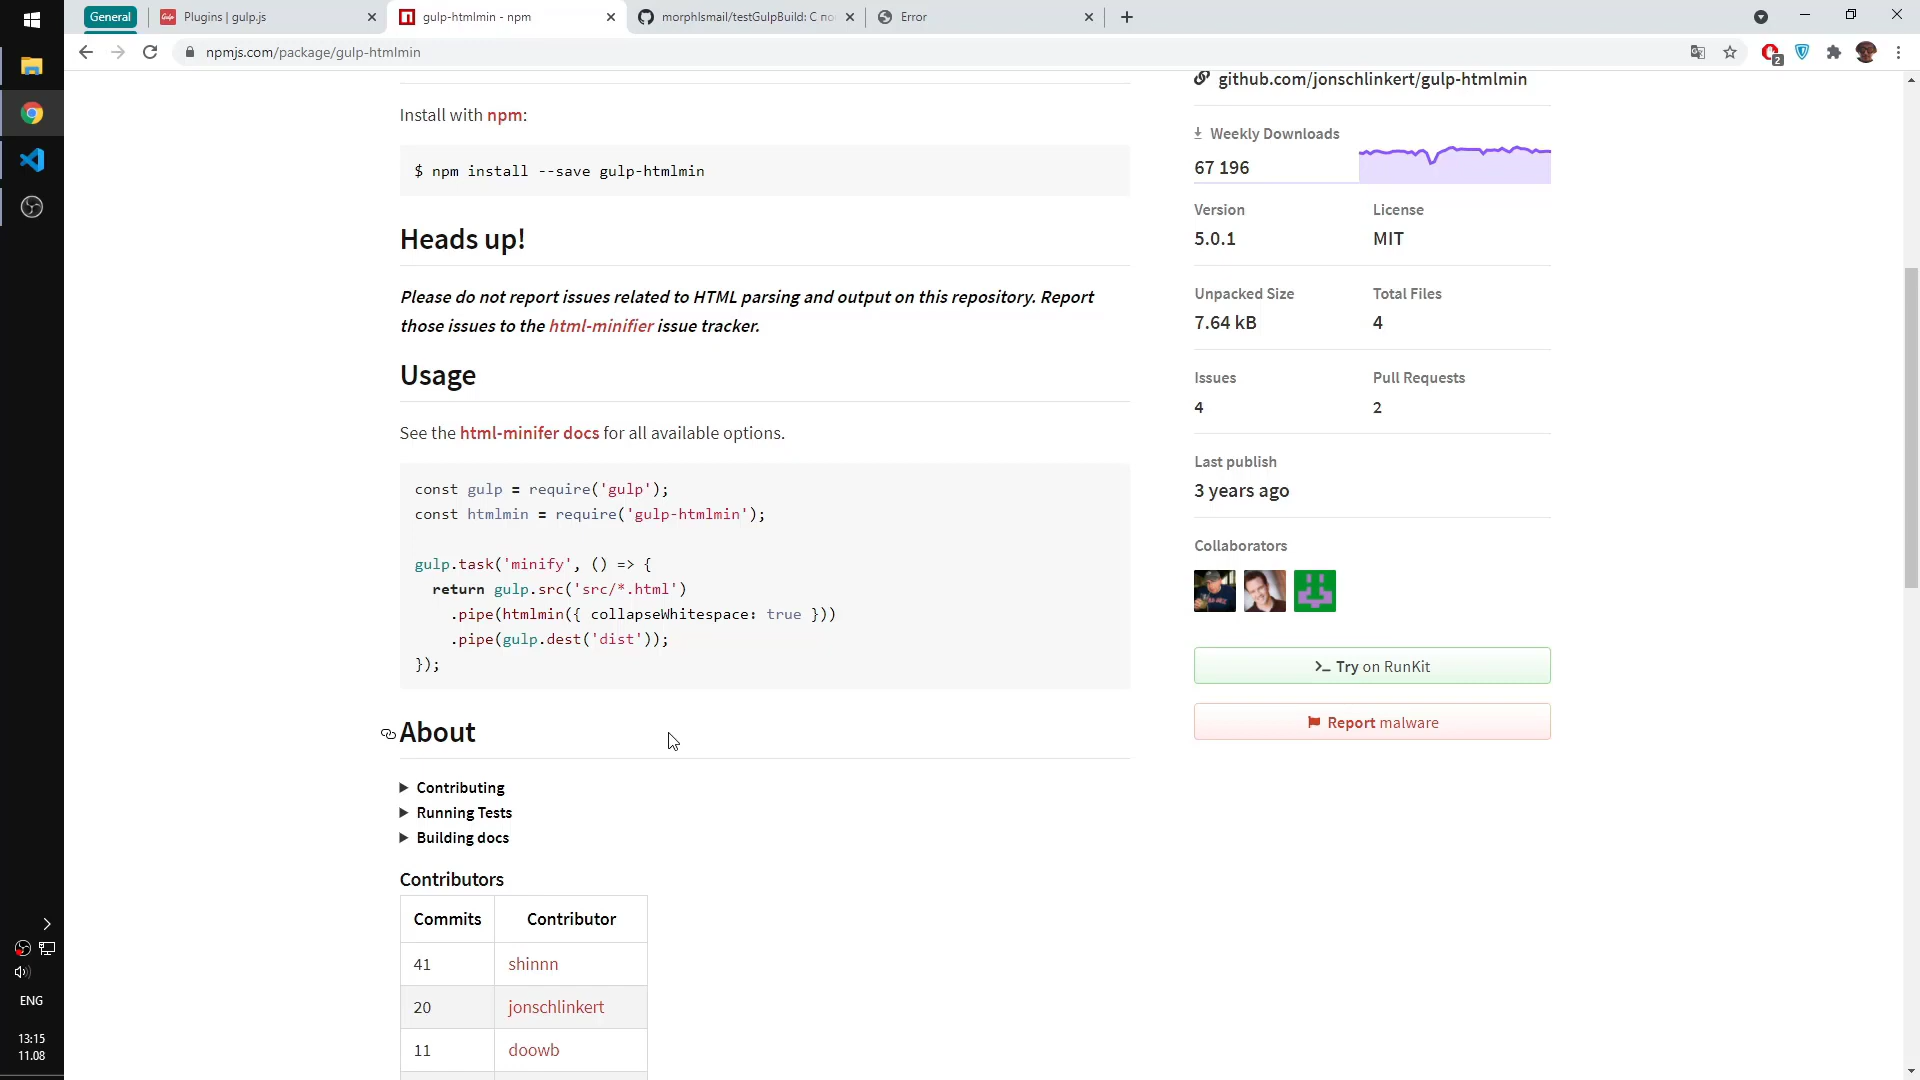 General
Plugins | gulp.js
gulp-htmlmin - npm
morphIsmail/testGulpBuild: С по
Error
npmjs.com/package/gulp-htmlmin
2
Install with npm:
$ npm install --save gulp-htmlmin
Heads up!
Please do not report issues related to HTML parsing and output on this repository. Report
those issues to the html-minifier issue tracker.
Usage
See the html-minifer docs for all available options.
const gulp = require('gulp');
const htmlmin = require('gulp-htmlmin');
gulp.task('minify', () => {
return gulp.src('src/*.html')
.pipe(htmlmin({ collapseWhitespace: true }))
.pipe(gulp.dest('dist'));
});
About
Contributing
Running Tests
Building docs
Contributors
Commits Contributor
41 shinnn
20 jonschlinkert
11 doowb
github.com/jonschlinkert/gulp-htmlmin
Weekly Downloads
67 196
Version License
5.0.1 MIT
Unpacked Size Total Files
7.64 kB 4
Issues Pull Requests
4 2
Last publish
3 years ago
Collaborators
>_ Try on RunKit
Report malware
ENG
13:15
11.08